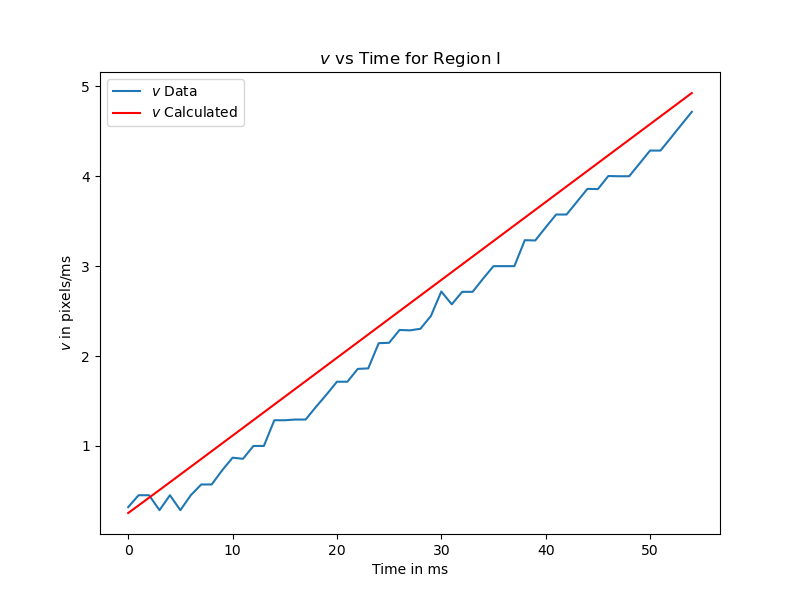 v vs Time for Region I
v Data
v Calculated
5
4
3
2
1
v in pixels/ms
0 10 20 30 40 50
Time in ms